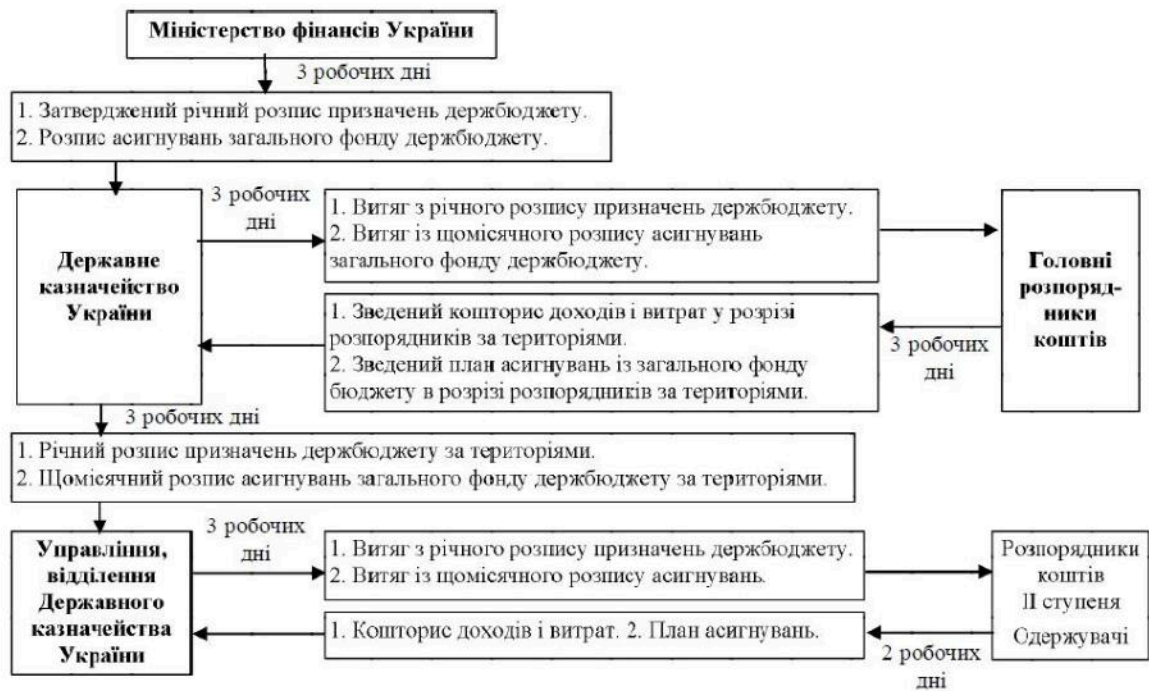 Міністерство фінансів України
3 робочих дні
1. Затверджений річний розпис призначень держбюджету.
2. Розпис асигнувань загального фонду держбюджету.
Державне
казначейство
України
3 робочих
дні
1. Витяг з річного розпису призначень держбюджету.
2. Витяг із щомісячного розпису асигнувань
загального фонду держбюджету.
Головні
розпоряд-
ники
коштів
1. Зведений кошторис доходів і витрат у розрізі
розпорядників за територіями.
2. Зведений план асигнувань із загального фонду
бюджету в розрізі розпорядників за територіями.
3 робочих
дні
3 робочих дні
1. Річний розпис призначень держбюджету за територіями.
2. Щомісячний розпис асигнувань загального фонду держбюджету за територіями.
Управління,
відділення
Державного
казначейства
України
3 робочих
дні
1. Витяг з річного розпису призначень держбюджету.
2. Витяг із щомісячного розпису асигнувань.
Розпорядники
коштів
II ступеня
Одержувачі
1. Кошторис доходів і витрат. 2. План асигнувань.
2 робочих
дні